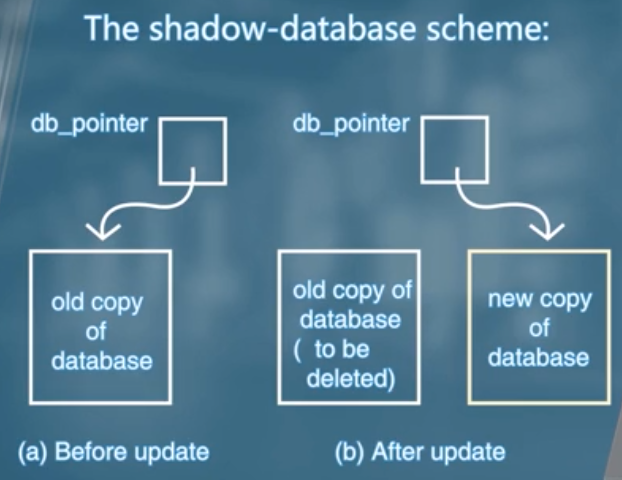 The shadow-database scheme:
db_pointer
db_pointer
old copy
of
database
old copy of
database
( to be
deleted)
new copy
of
database
(a) Before update
(b) After update